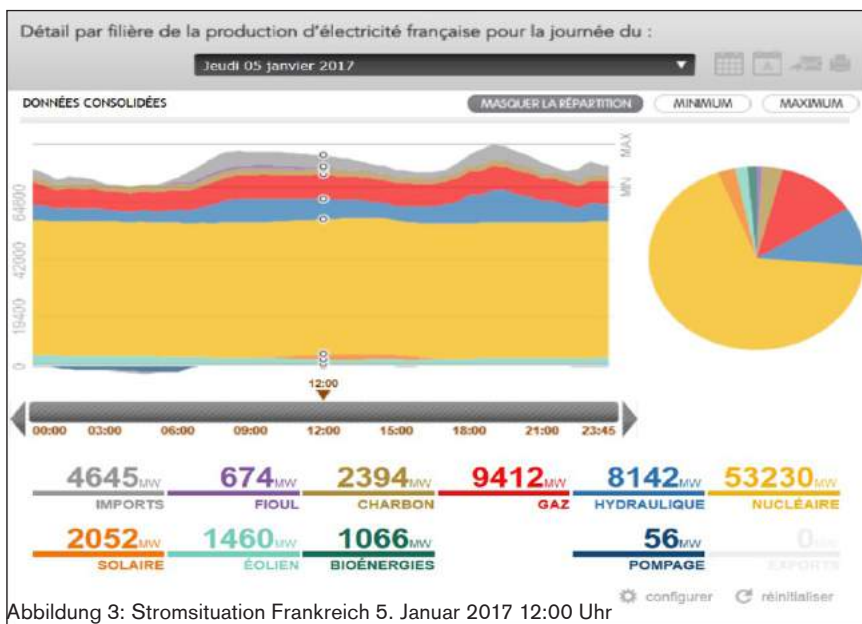 Détail par filière de la production d'électricité française pour la journée du :
Jeudi 05 janvier 2017
DONNÉES CONSOLIDÉES
MASQUER LA RÉPARTITION
MINIMUM
MAXIMUM
MAX
MIN
64800
42000
19400
0
12:00
00:00 03:00 06:00 09:00 12:00 15:00 18:00 21:00 23:45
4645MW 674MW 2394MW 9412MW 8142MW 53230MW
IMPORTS FIOUL CHARBON GAZ HYDRAULIQUE NUCLÉAIRE
2052MW 1460MW 1066MW 56MW 0MW
SOLAIRE ÉOLIEN BIOÉNERGIES POMPAGE EXPORTS
configurer réinitialiser
Abbildung 3: Stromsituation Frankreich 5. Januar 2017 12:00 Uhr